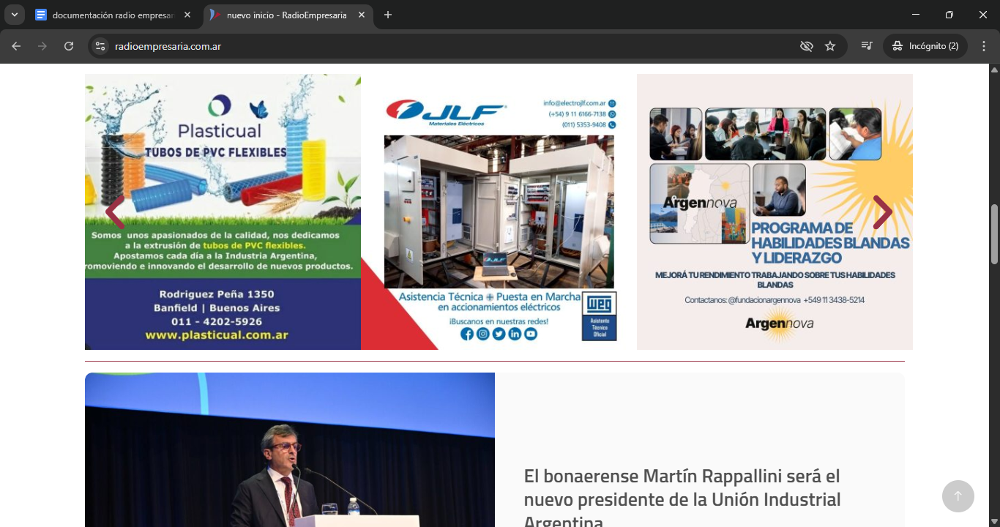 documentación radio empresar
nuevo inicio - RadioEmpresaria
radioempresaria.com.ar
Incógnito (2)
Plasticual
TUBOS DE PVC FLEXIBLES
Somos unos apasionados de la calidad, nos dedicamos
a la extrusión de tubos de PVC flexibles.
Apostamos cada día a la Industria Argentina,
romoviendo e innovando el desarrollo de nuevos productos.
Rodriguez Peña 1350
Banfield | Buenos Aires
011 - 4202-5926
www.plasticual.com.ar
JLF
Materiales Eléctricos
info@electrojlf.com.ar
(+54) 9 11 6166-7138
(011) 5353-9408
JLF
Asistencia Técnica + Puesta en Marcha
en accionamientos eléctricos
¡Buscanos en nuestras redes!
WEG
Asistente
Técnico
Oficial
Argennova
PROGRAMA DE
HABILIDADES BLANDAS
Y LIDERAZGO
MEJORÁ TU RENDIMIENTO TRABAJANDO SOBRE TUS HABILIDADES
BLANDAS
Contactanos: @fundacionargennova +549 11 3438-5214
Argennova
El bonaerense Martín Rappallini será el
nuevo presidente de la Unión Industrial
Argentina